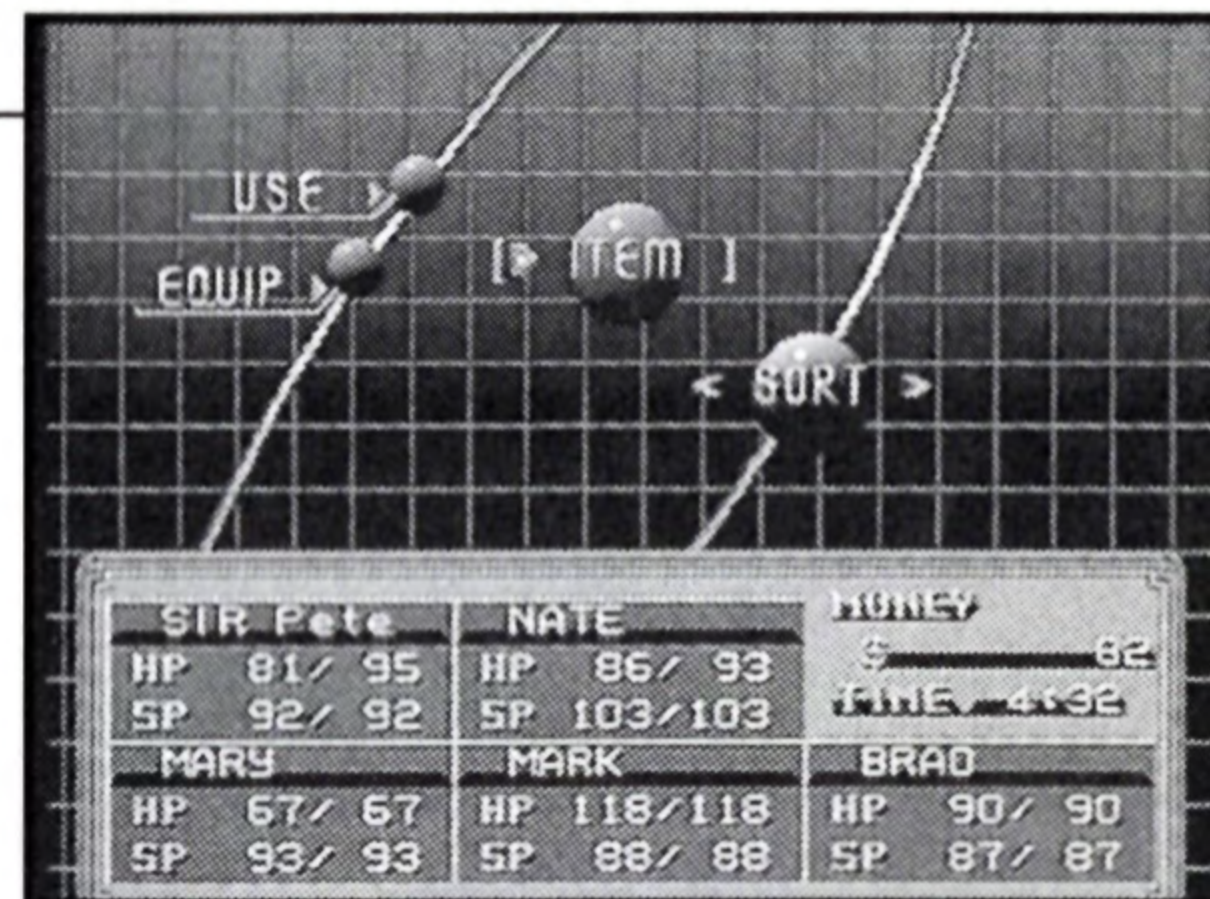 USE
EQUIP
[▶ ITEM ]
< SORT >
SIR Pete
HP 81/ 95
SP 92/ 92
NATE
HP 86/ 93
SP 103/103
MONEY
$ 62
TIME 4:32
MARY
HP 67/ 67
SP 93/ 93
MARK
HP 118/118
SP 88/ 88
BRAD
HP 90/ 90
SP 87/ 87